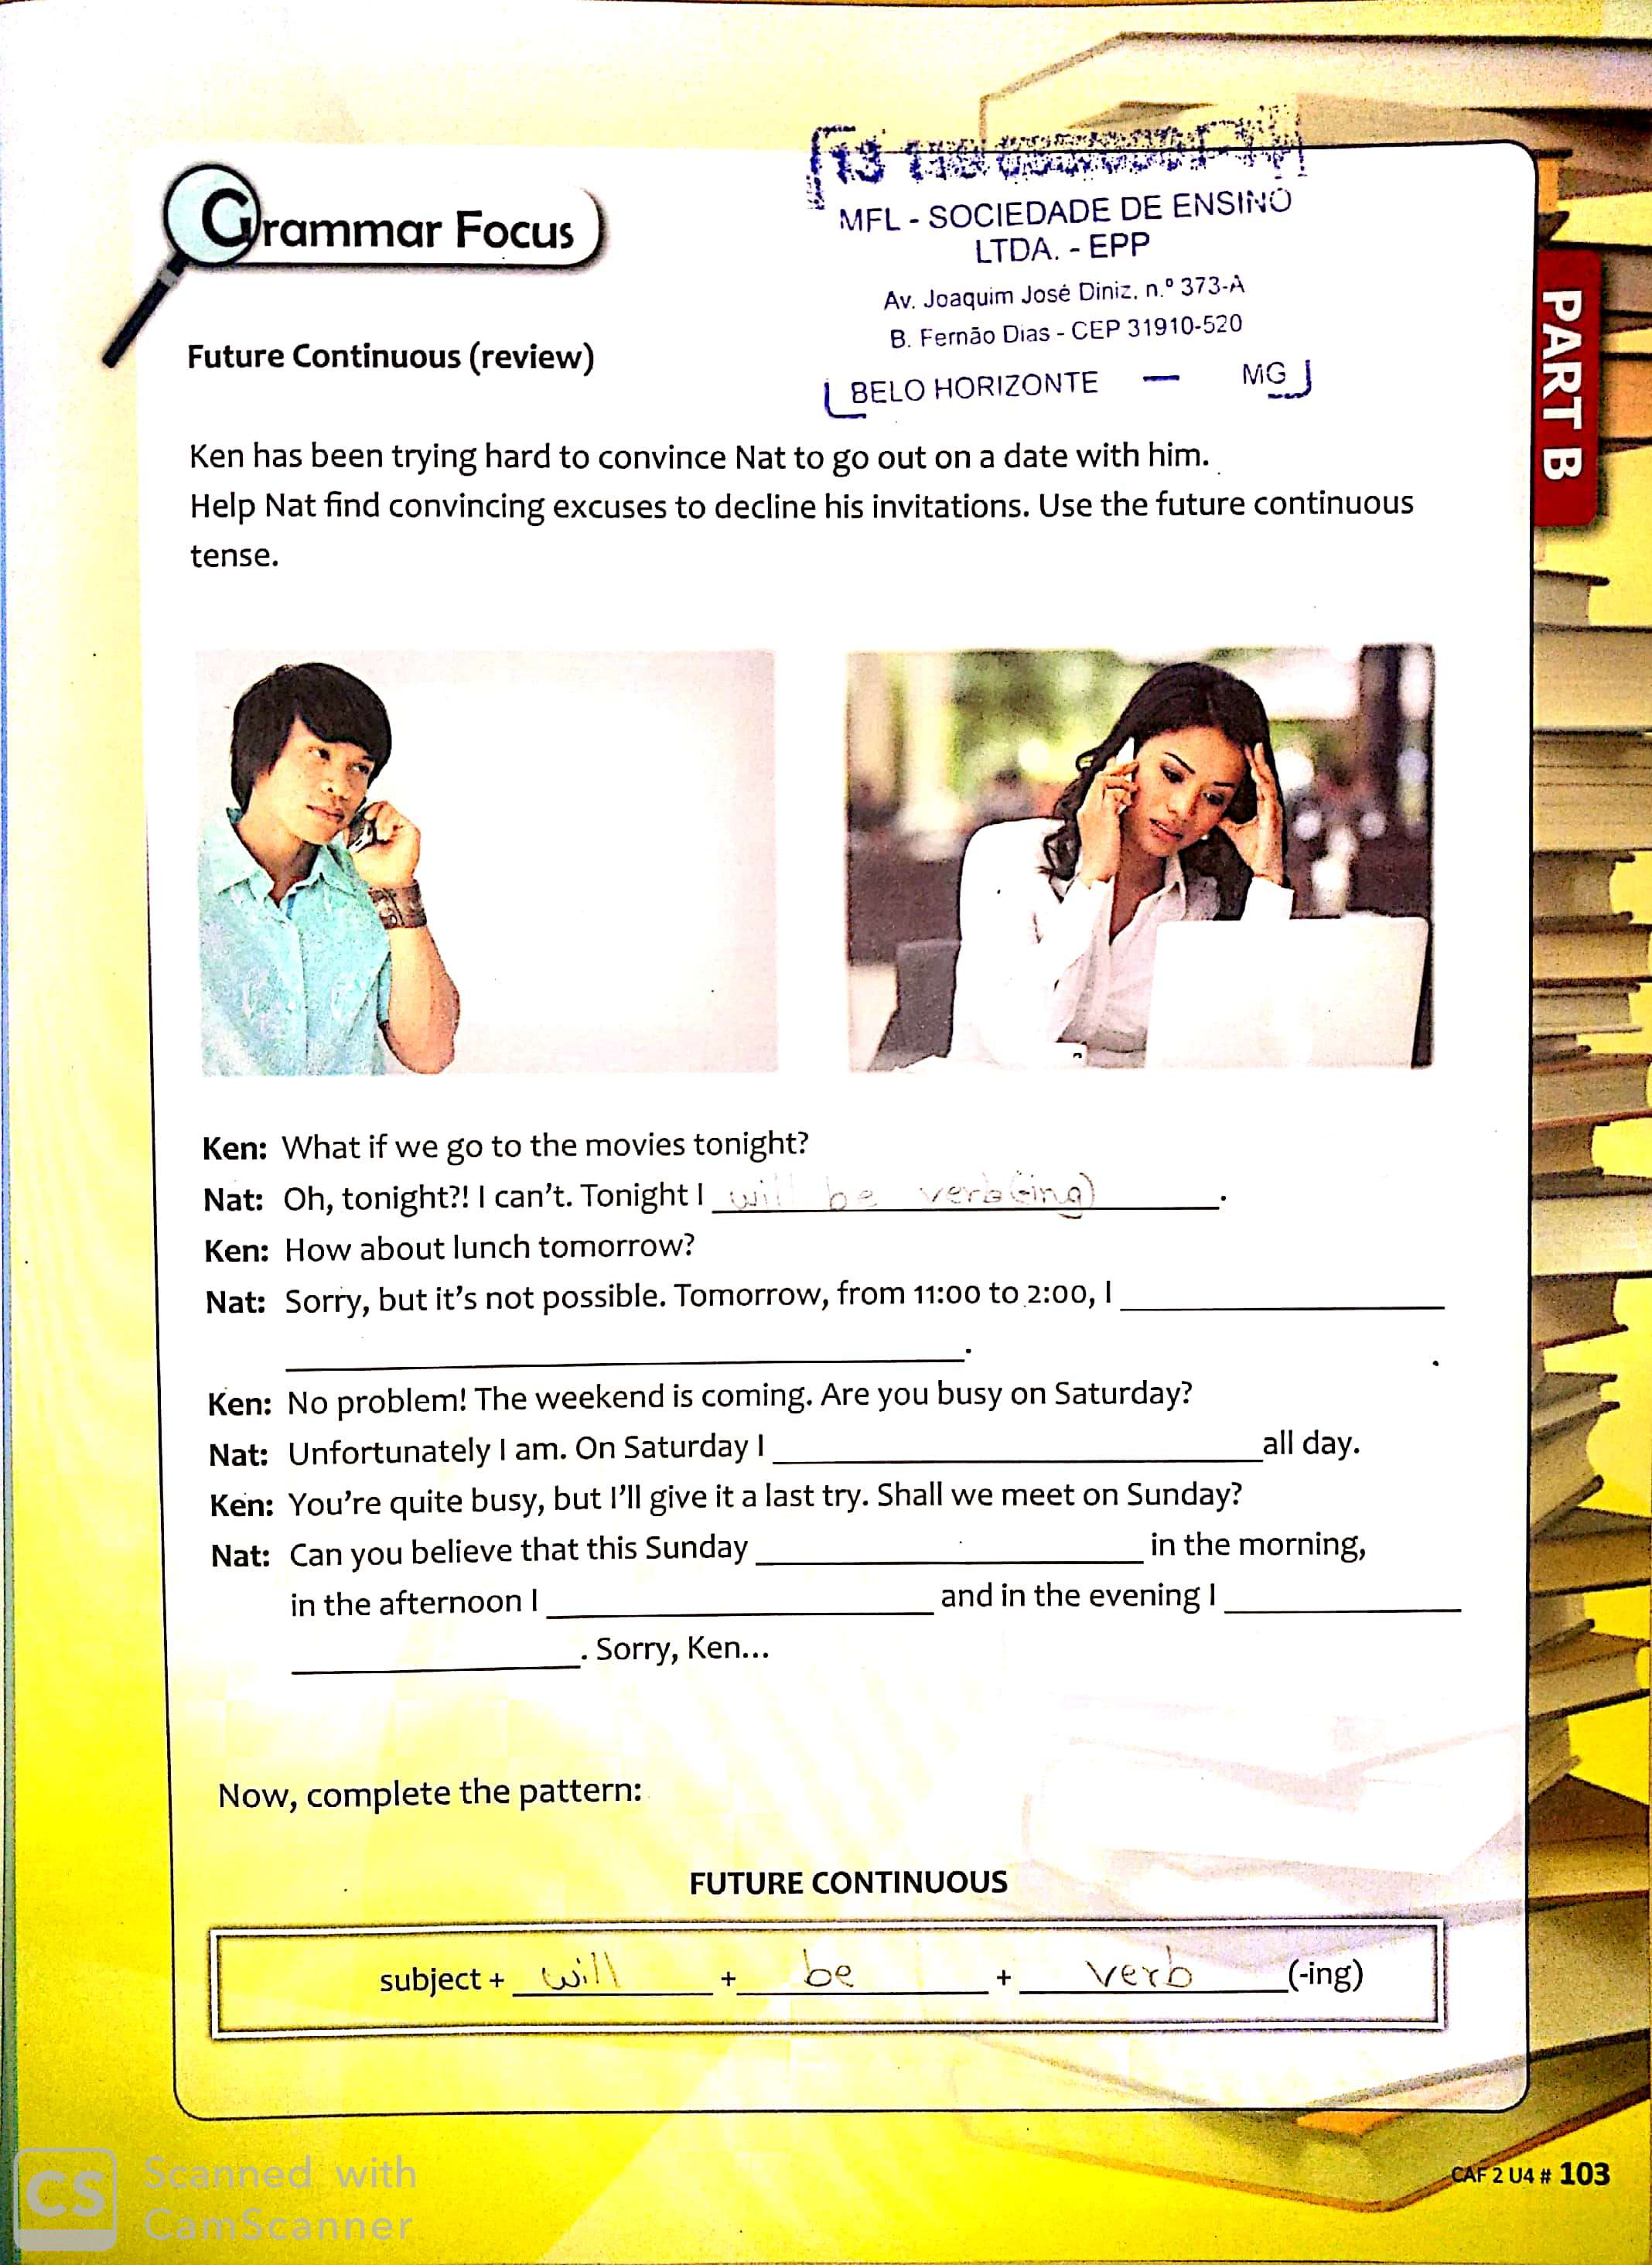 Grammar Focus
MFL - SOCIEDADE DE ENSINO
LTDA. - EPP
Av. Joaquim José Diniz, n.º 373-A
B. Fernão Dias - CEP 31910-520
BELO HORIZONTE — MG
PART B
Future Continuous (review)
Ken has been trying hard to convince Nat to go out on a date with him.
Help Nat find convincing excuses to decline his invitations. Use the future continuous
tense.
Ken: What if we go to the movies tonight?
Nat: Oh, tonight?! I can't. Tonight I will be verb(ing).
Ken: How about lunch tomorrow?
Nat: Sorry, but it's not possible. Tomorrow, from 11:00 to 2:00, I ____________
____________.
Ken: No problem! The weekend is coming. Are you busy on Saturday?
Nat: Unfortunately I am. On Saturday I ____________ all day.
Ken: You're quite busy, but I'll give it a last try. Shall we meet on Sunday?
Nat: Can you believe that this Sunday ____________ in the morning,
in the afternoon I ____________ and in the evening I ____________
____________. Sorry, Ken...
Now, complete the pattern:
FUTURE CONTINUOUS
subject + will + be + verb (-ing)
CAF 2 U4 # 103
CS Scanned with
CamScanner